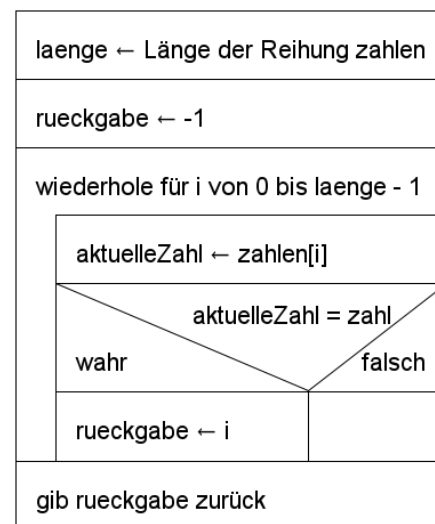 laenge ← Länge der Reihung zahlen
rueckgabe ← -1
wiederhole für i von 0 bis laenge - 1
aktuelleZahl ← zahlen[i]
aktuelleZahl = zahl
wahr
falsch
rueckgabe ← i
gib rueckgabe zurück